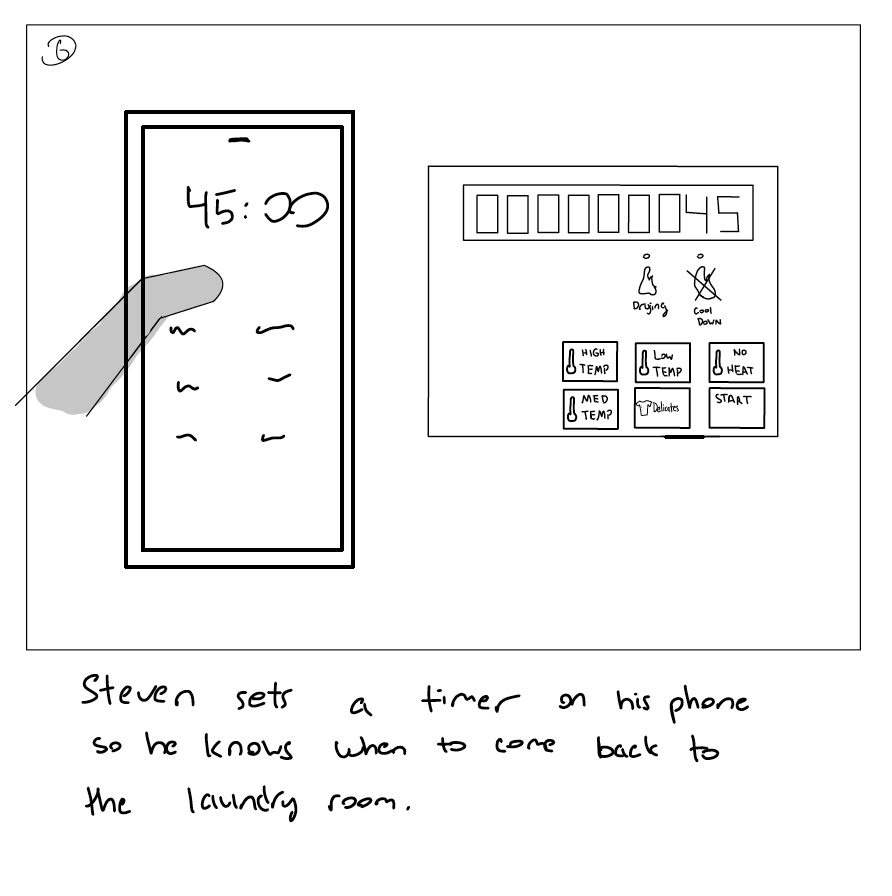 6
45:00
45
Drying
Cool
Down
HIGH
TEMP
Low
TEMP
NO
HEAT
MED
TEMP
Delicates
START
Steven sets a timer on his phone
so he knows when to come back to
the laundry room.